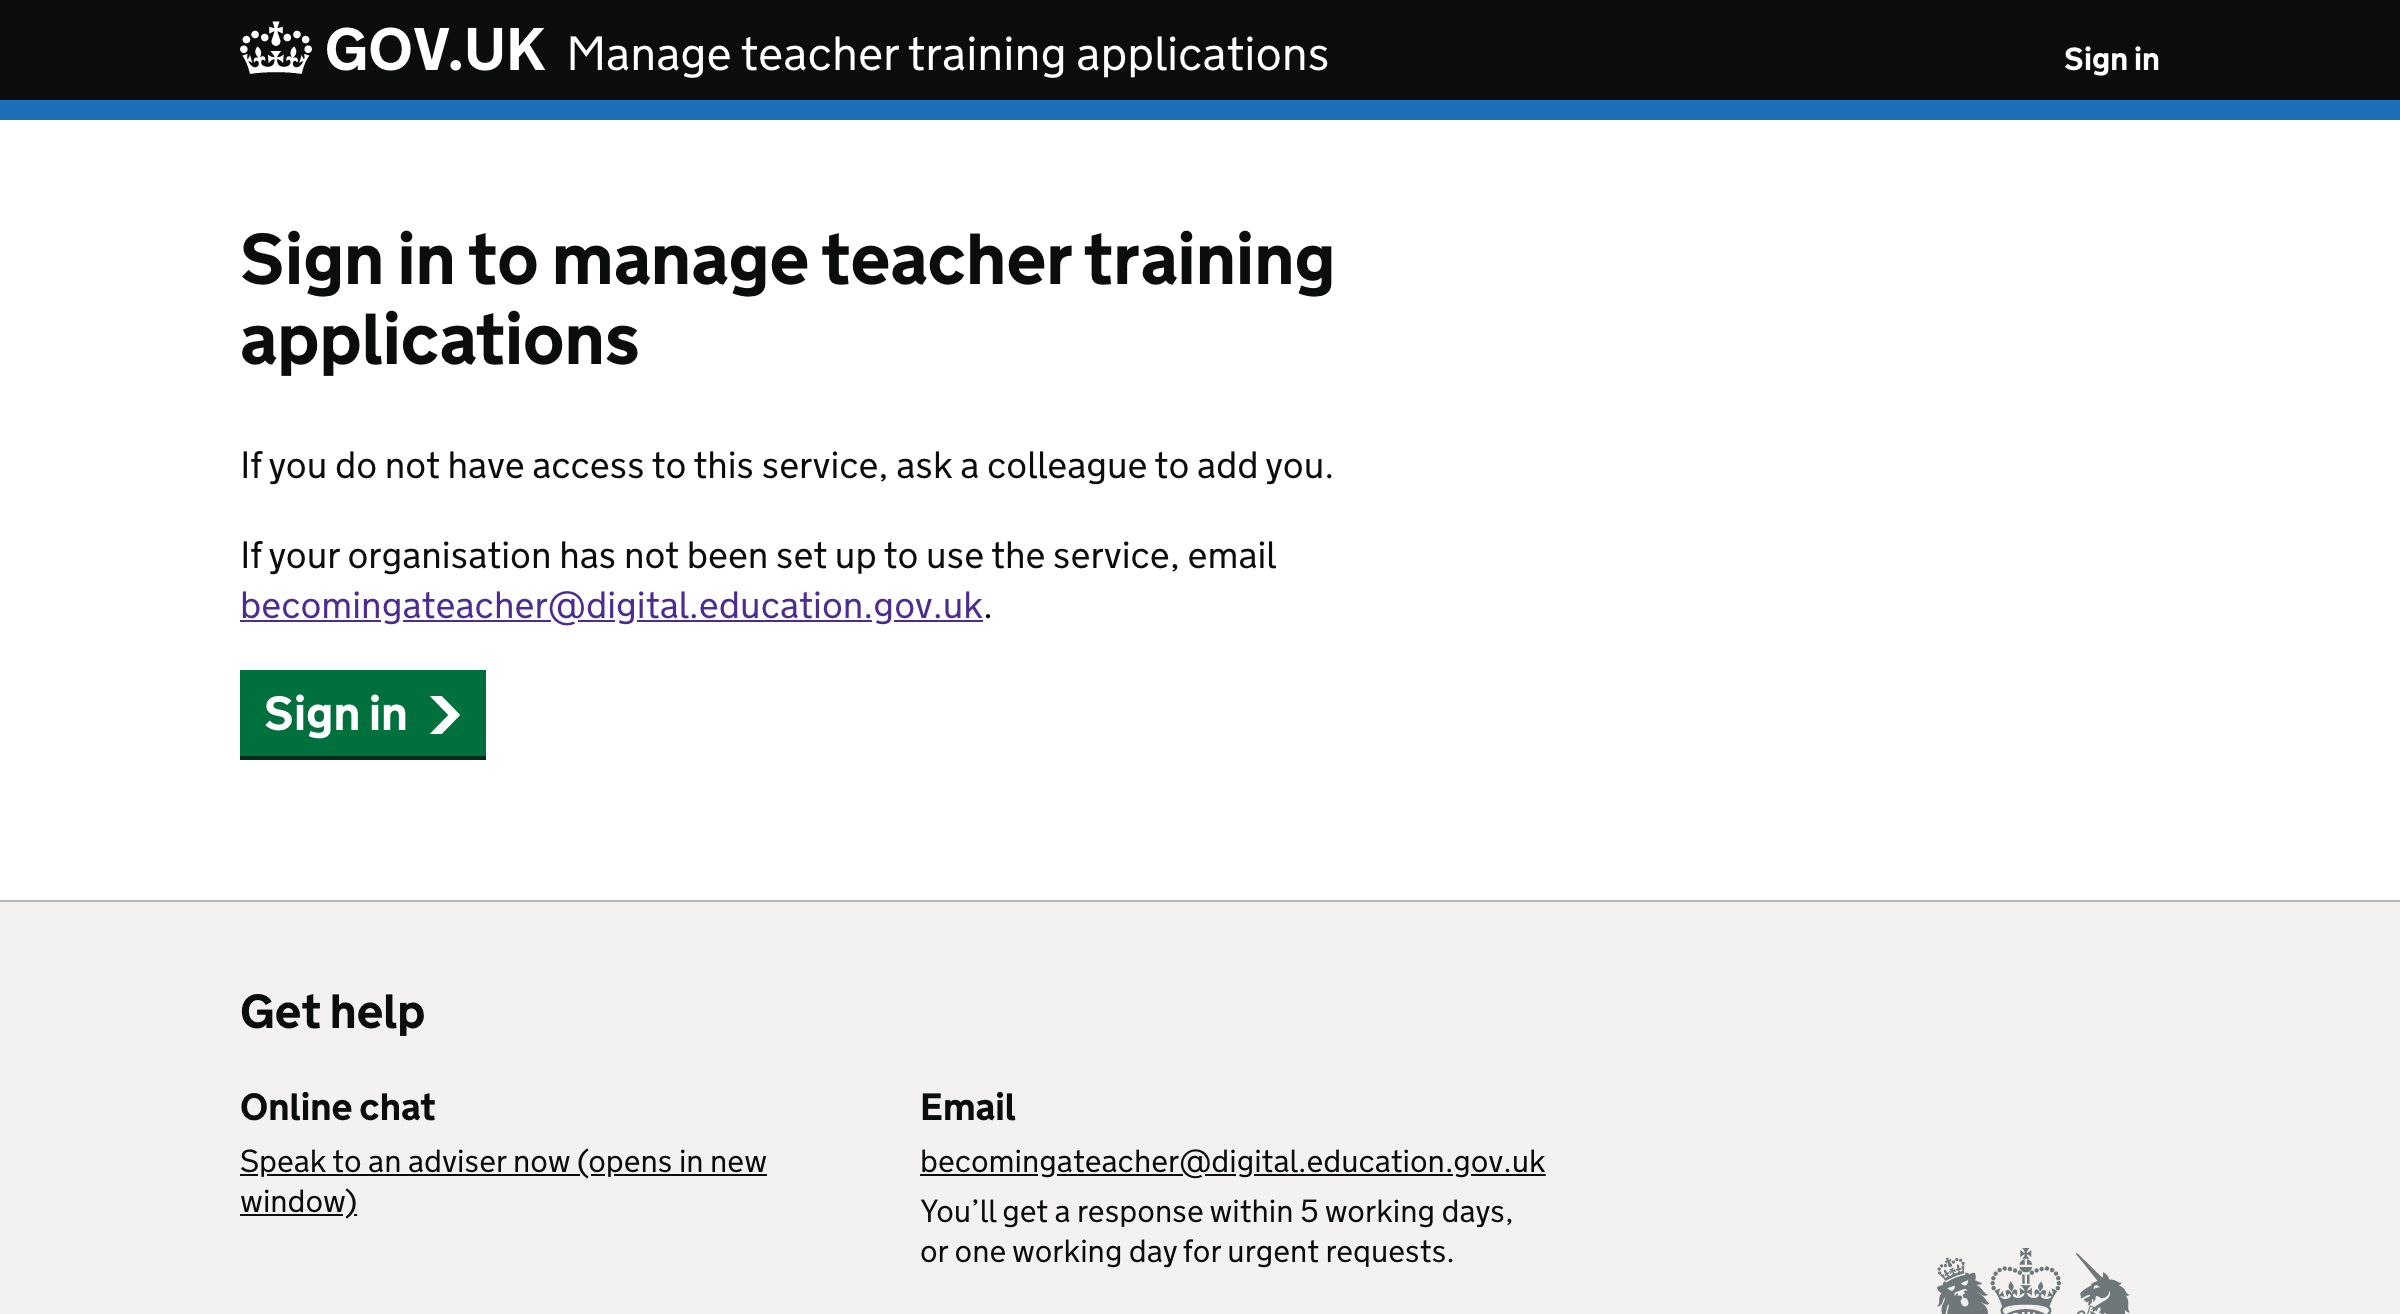 GOV.UK Manage teacher training applications
Sign in
Sign in to manage teacher training
applications
If you do not have access to this service, ask a colleague to add you.
If your organisation has not been set up to use the service, email
becomingateacher@digital.education.gov.uk.
Sign in
Get help
Online chat
Speak to an adviser now (opens in new
window)
Email
becomingateacher@digital.education.gov.uk
You’ll get a response within 5 working days,
or one working day for urgent requests.